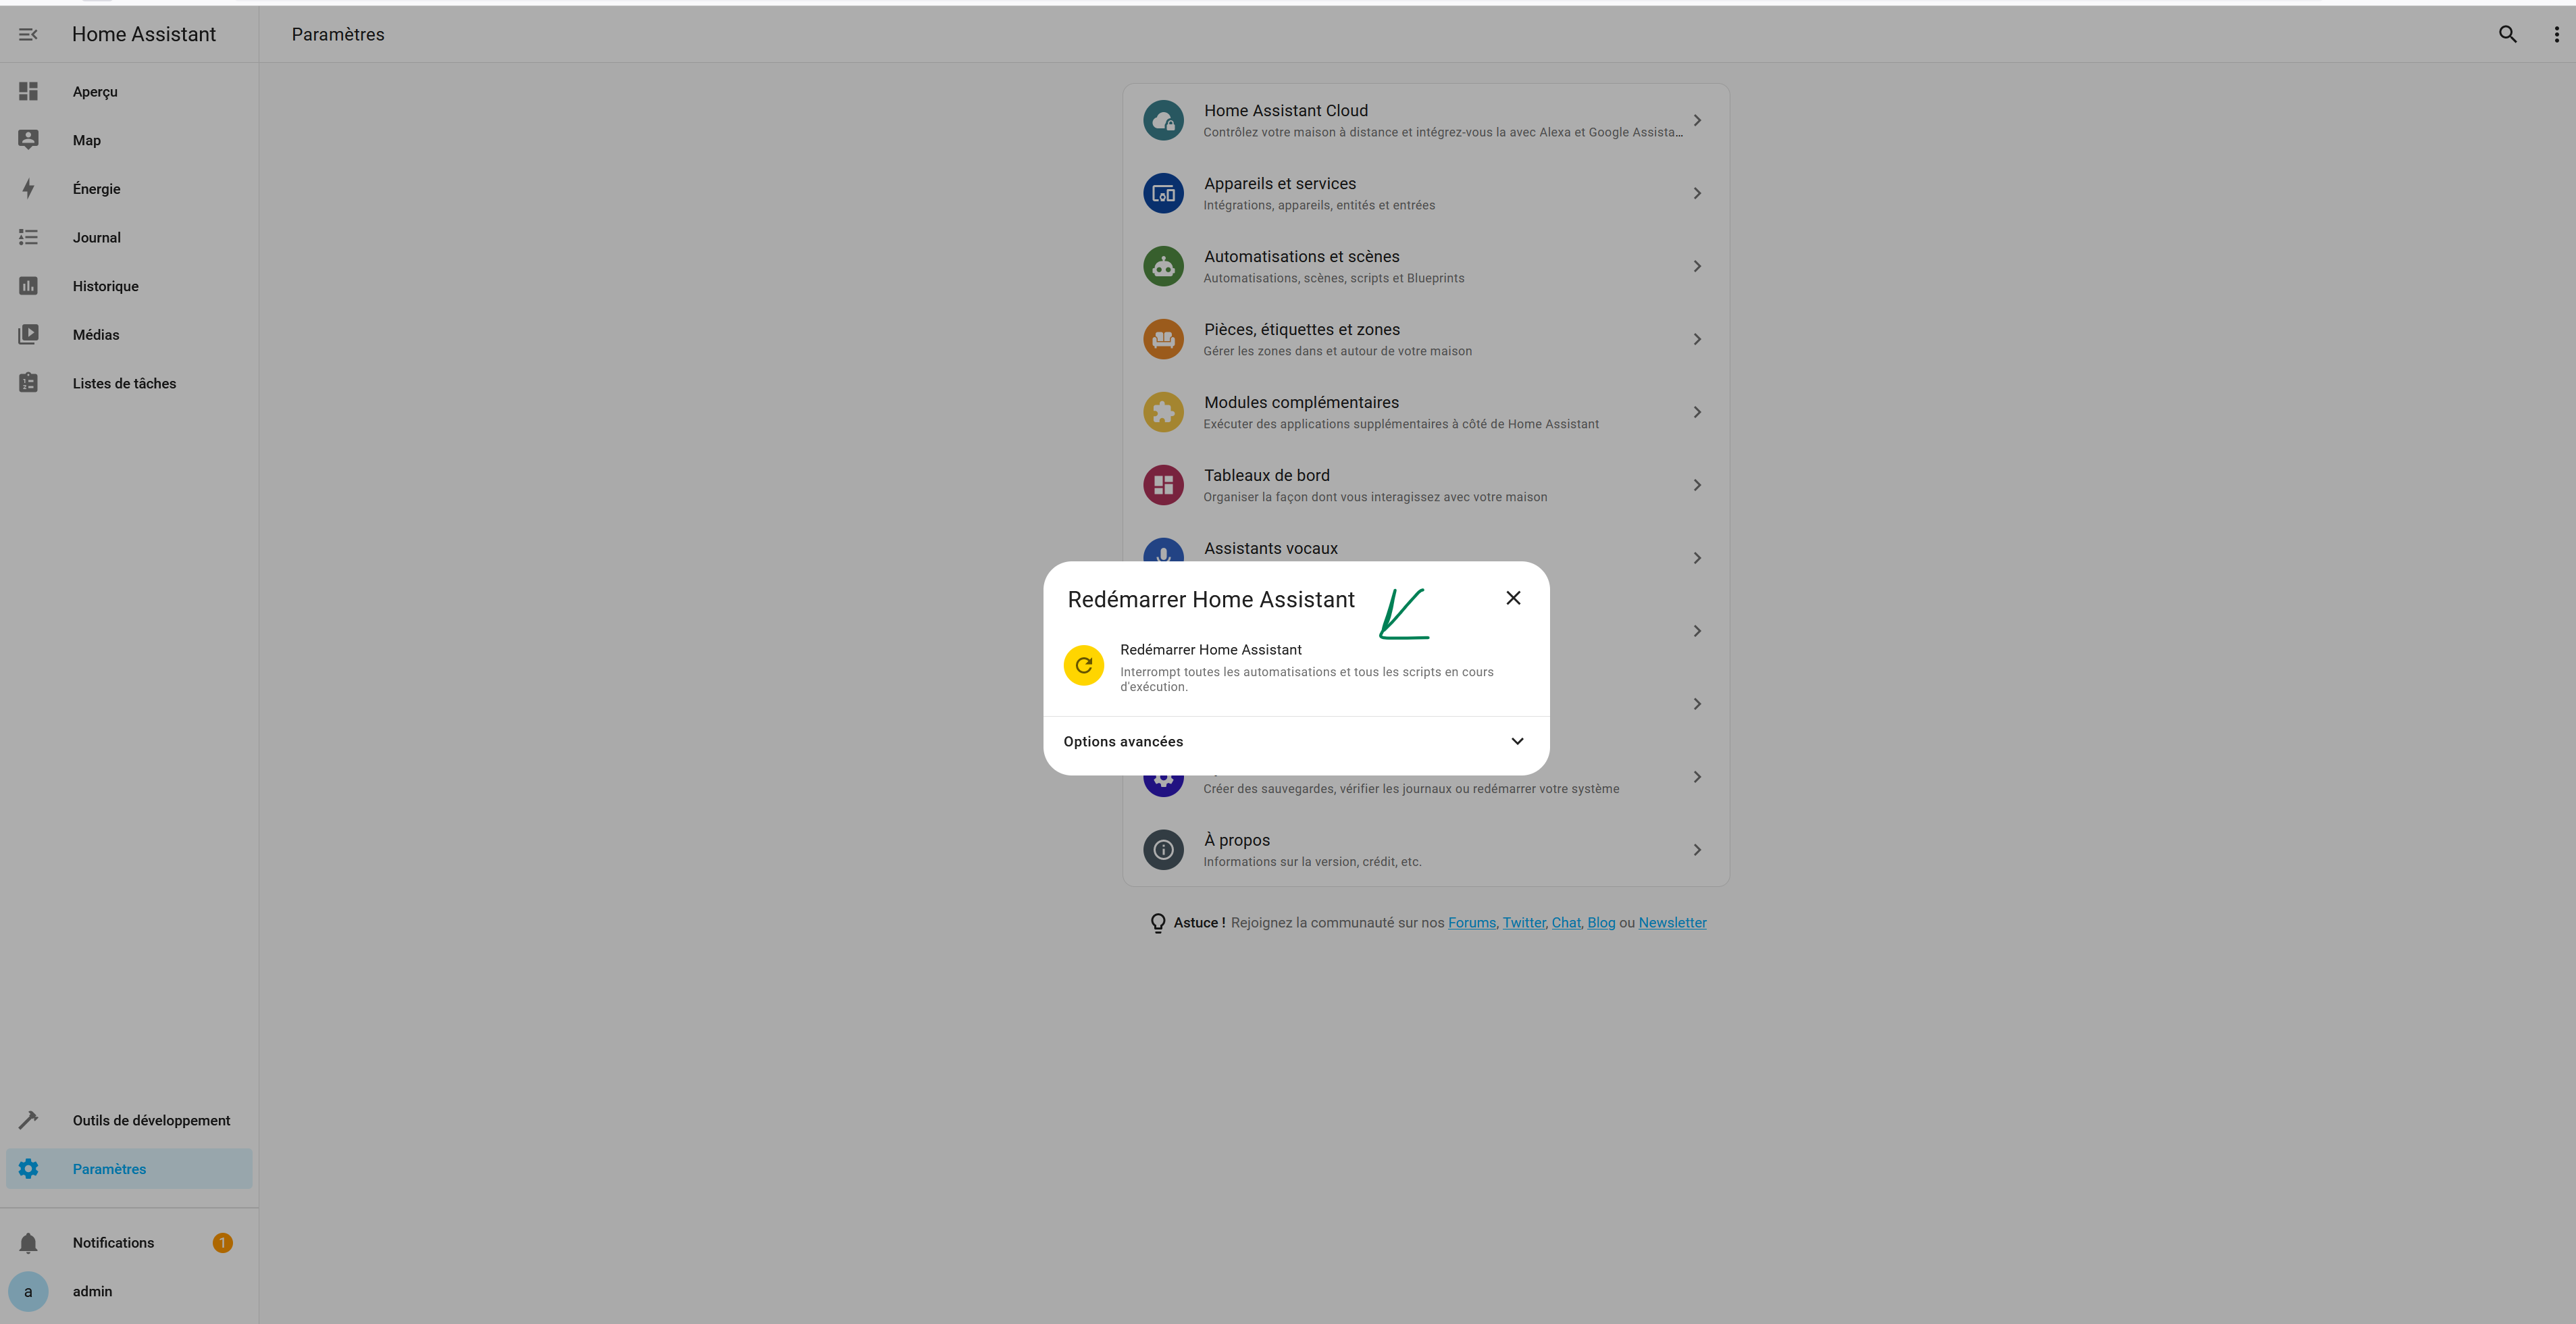 Home Assistant
Paramètres
Aperçu
Map
Énergie
Journal
Historique
Médias
Listes de tâches
Outils de développement
Paramètres
Notifications
1
a
admin
Home Assistant Cloud
Contrôlez votre maison à distance et intégrez-vous la avec Alexa et Google Assista...
Appareils et services
Intégrations, appareils, entités et entrées
Automatisations et scènes
Automatisations, scènes, scripts et Blueprints
Pièces, étiquettes et zones
Gérer les zones dans et autour de votre maison
Modules complémentaires
Exécuter des applications supplémentaires à côté de Home Assistant
Tableaux de bord
Organiser la façon dont vous interagissez avec votre maison
Assistants vocaux
Redémarrer Home Assistant
Redémarrer Home Assistant
Interrompt toutes les automatisations et tous les scripts en cours
d'exécution.
Options avancées
Créer des sauvegardes, vérifier les journaux ou redémarrer votre système
À propos
Informations sur la version, crédit, etc.
Astuce ! Rejoignez la communauté sur nos Forums, Twitter, Chat, Blog ou Newsletter